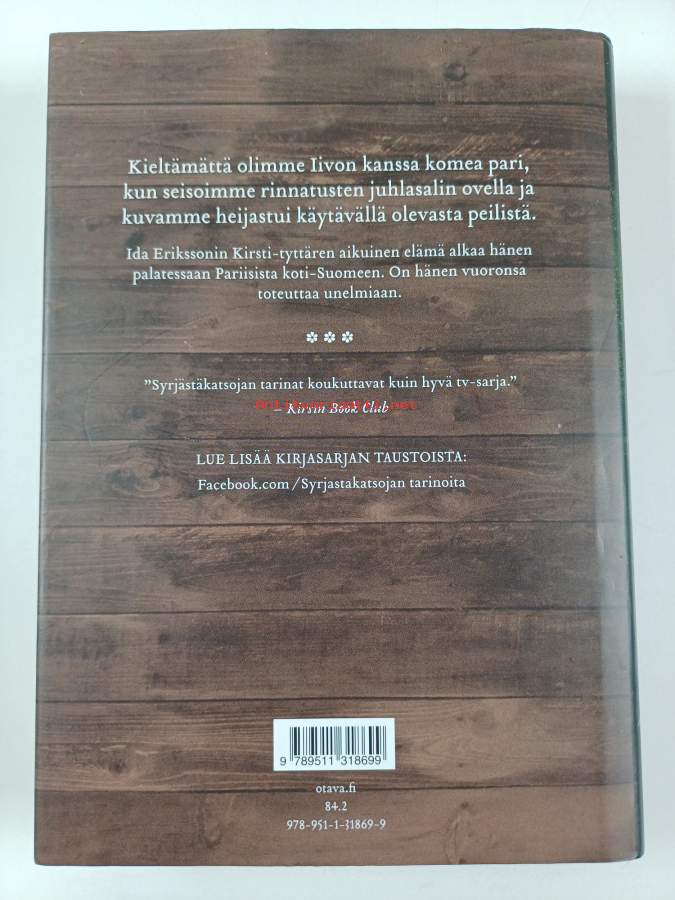 Kieltämättä olimme Iivon kanssa komea pari,
kun seisoimme rinnatusten juhlasalin ovella ja
kuvamme heijastui käytävällä olevasta peilistä.
Ida Erikssonin Kirsti-tyttären aikuinen elämä alkaa hänen
palatessaan Pariisista koti-Suomeen. On hänen vuoronsa
toteuttaa unelmiaan.
”Syrjästäkatsojan tarinat koukuttavat kuin hyvä tv-sarja.”
– Kirsin Book Club
LUE LISÄÄ KIRJASARJAN TAUSTOISTA:
Facebook.com/Syrjastakatsojan tarinoita
9 789511 318699
otava.fi
84.2
978-951-1-31869-9